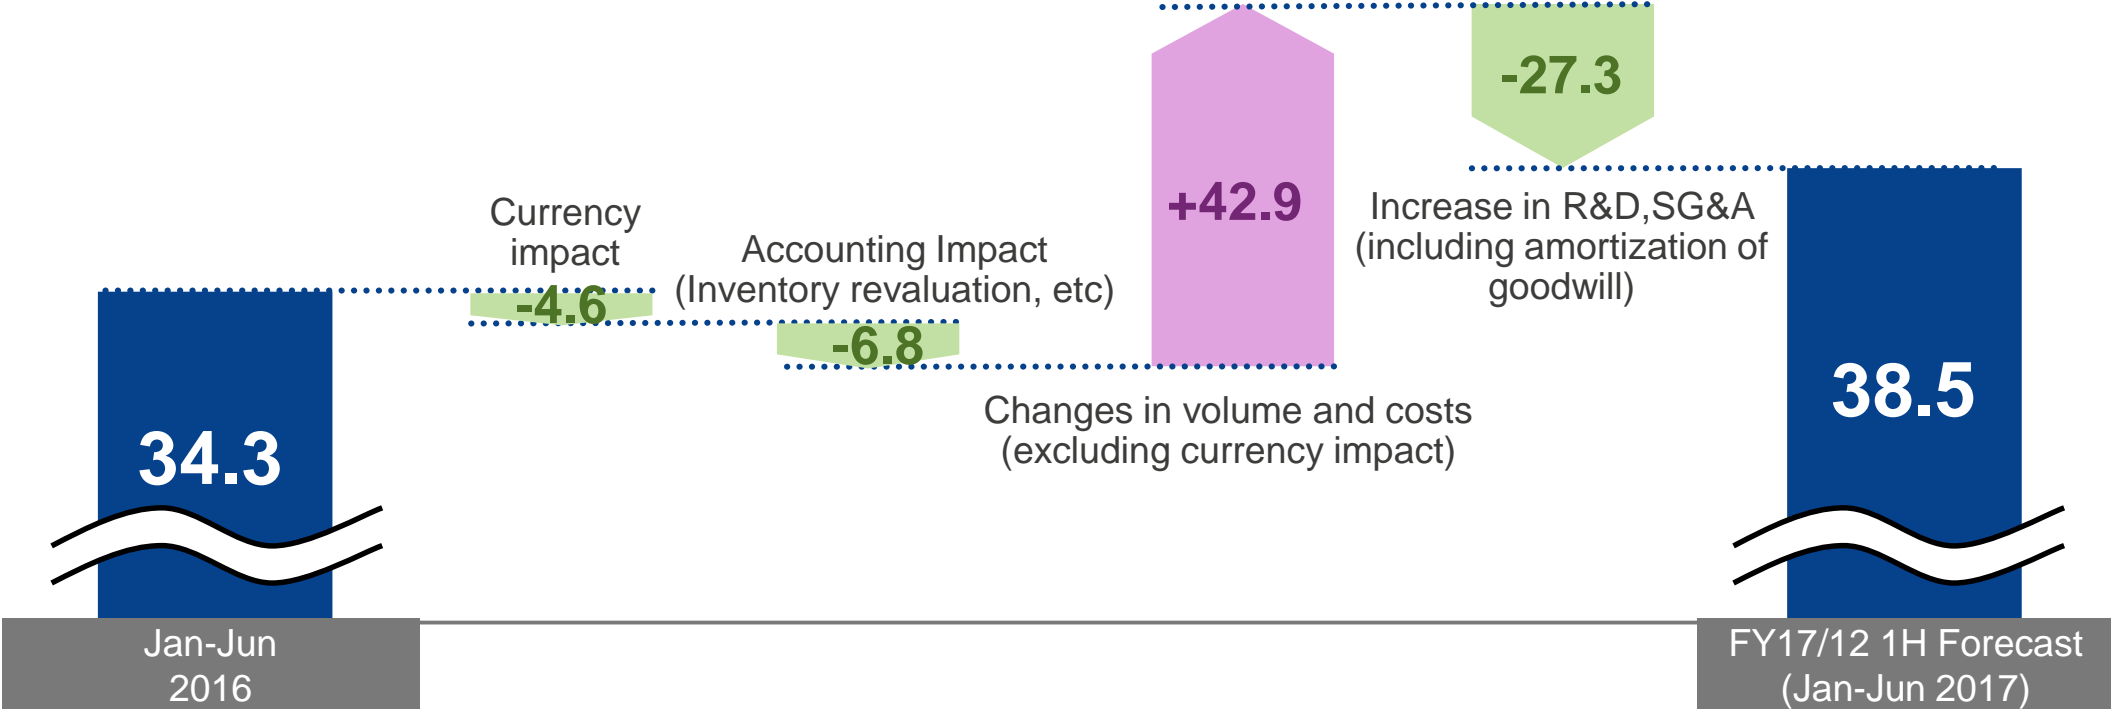 -27.3
+42.9
Currency
impact
-4.6
Accounting Impact
(Inventory revaluation, etc)
-6.8
Increase in R&D,SG&A
(including amortization of
goodwill)
Changes in volume and costs
(excluding currency impact)
34.3
38.5
Jan-Jun
2016
FY17/12 1H Forecast
(Jan-Jun 2017)